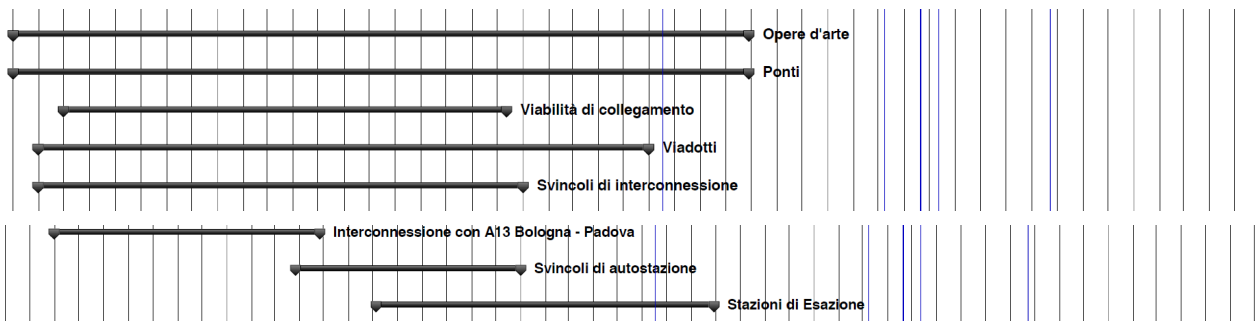 Opere d'arte
Ponti
Viabilità di collegamento
Viadotti
Svincoli di interconnessione
Interconnessione con A13 Bologna - Padova
Svincoli di autostazione
Stazioni di Esazione